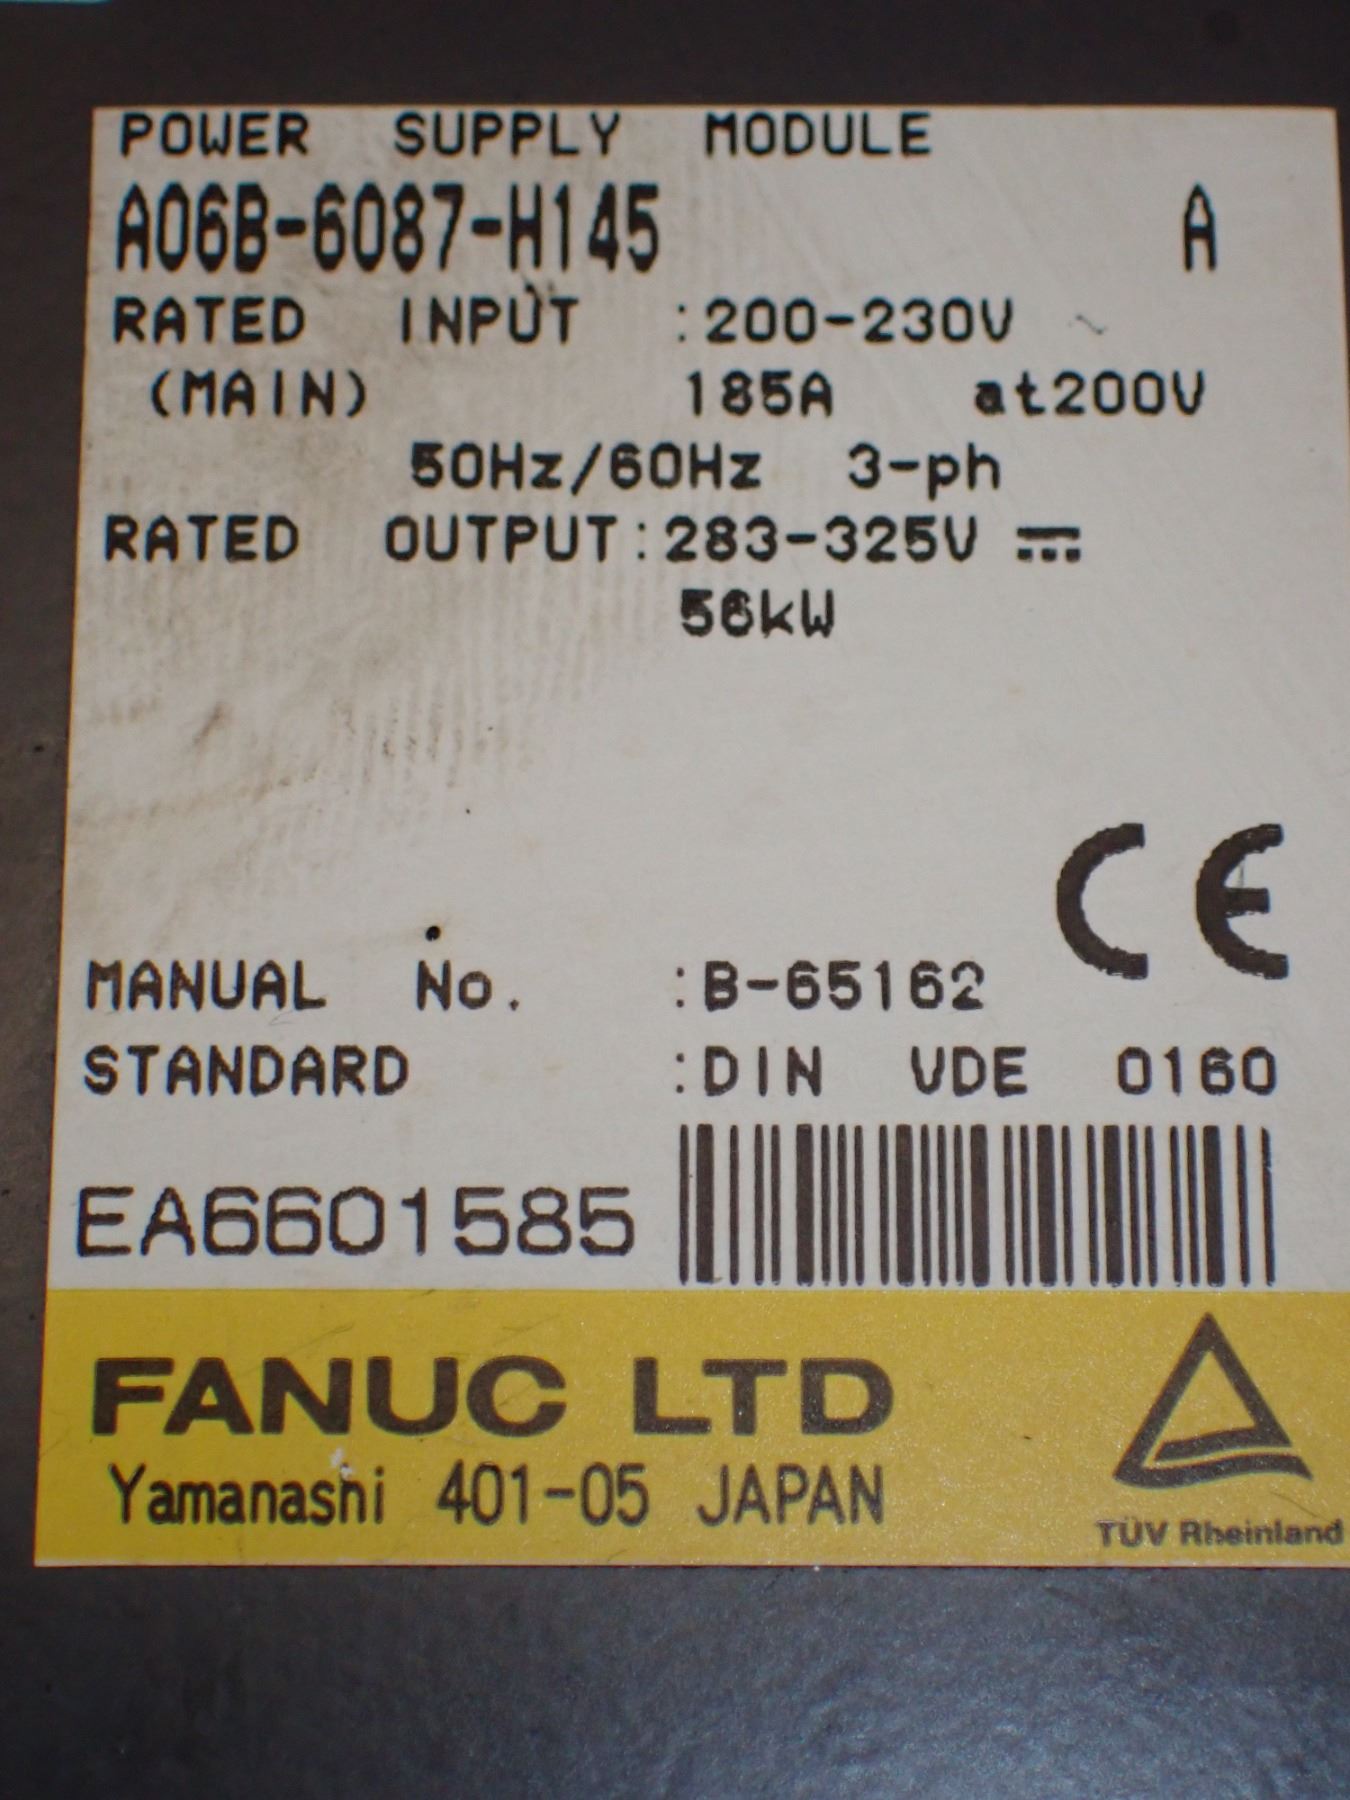 POWER SUPPLY MODULE
A06B-6087-H145 A
RATED INPUT :200-230V
(MAIN) 185A at200V
50Hz/60Hz 3-ph
RATED OUTPUT:283-325V ⎓
56kW
CE
MANUAL No. :B-65162
STANDARD :DIN VDE 0160
EA6601585
FANUC LTD
Yamanashi 401-05 JAPAN
TÜV Rheinland